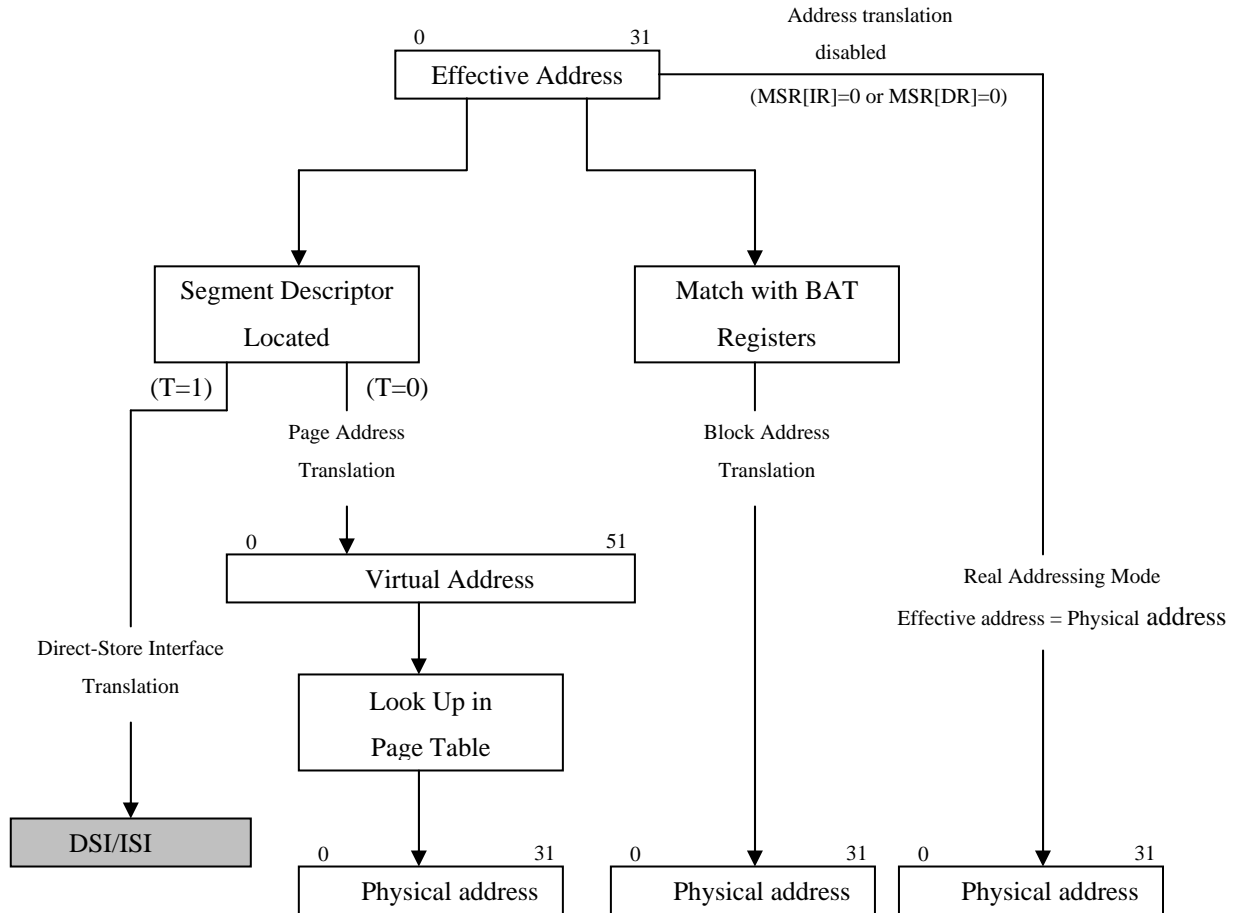 Address translation
disabled
(MSR[IR]=0 or MSR[DR]=0)
0 31
Effective Address
Segment Descriptor
Located
Match with BAT
Registers
(T=1) (T=0)
Page Address
Translation
Block Address
Translation
0 51
Virtual Address
Real Addressing Mode
Effective address = Physical address
Direct-Store Interface
Translation
Look Up in
Page Table
DSI/ISI
0 31
Physical address
0 31
Physical address
0 31
Physical address